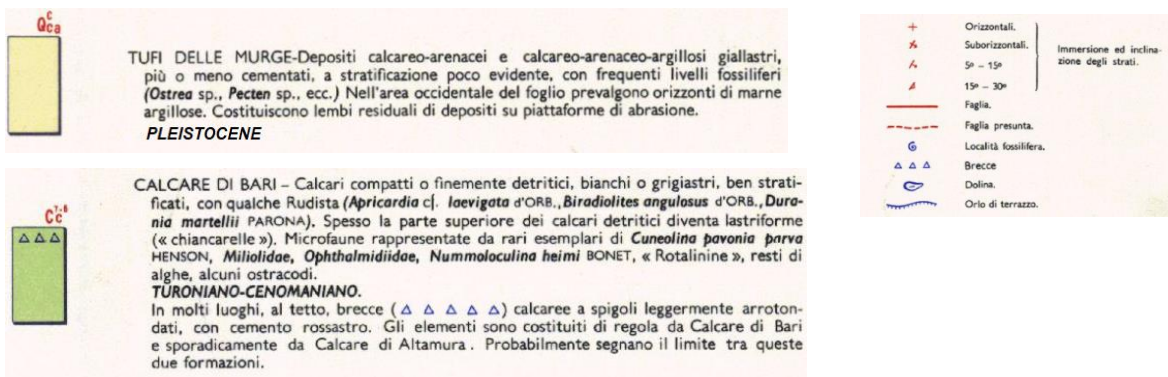 Q^c_ca
TUFI DELLE MURGE-Depositi calcareo-arenacei e calcareo-arenaceo-argillosi giallastri,
più o meno cementati, a stratificazione poco evidente, con frequenti livelli fossiliferi
(Ostrea sp., Pecten sp., ecc.) Nell'area occidentale del foglio prevalgono orizzonti di marne
argillose. Costituiscono lembi residuali di depositi su piattaforme di abrasione.
PLEISTOCENE
C^7-6_c
CALCARE DI BARI – Calcari compatti o finemente detritici, bianchi o grigiastri, ben strati-
ficati, con qualche Rudista (Apricardia cf. laevigata d'ORB., Biradiolites angulosus d'ORB., Dura-
nia martellii PARONA). Spesso la parte superiore dei calcari detritici diventa lastriforme
(« chiancarelle »). Microfaune rappresentate da rari esemplari di Cuneolina pavonia parva
HENSON, Miliolidae, Ophthalmidiidae, Nummoloculina heimi BONET, « Rotalinine », resti di
alghe, alcuni ostracodi.
TURONIANO-CENOMANIANO.
In molti luoghi, al tetto, brecce ( △ △ △ △ △ ) calcaree a spigoli leggermente arroton-
dati, con cemento rossastro. Gli elementi sono costituiti di regola da Calcare di Bari
e sporadicamente da Calcare di Altamura . Probabilmente segnano il limite tra queste
due formazioni.
Orizzontali.
Suborizzontali.
5° – 15°
15° – 30°
Immersione ed inclina-
zione degli strati.
Faglia.
Faglia presunta.
Località fossilifera.
Brecce
Dolina.
Orlo di terrazzo.